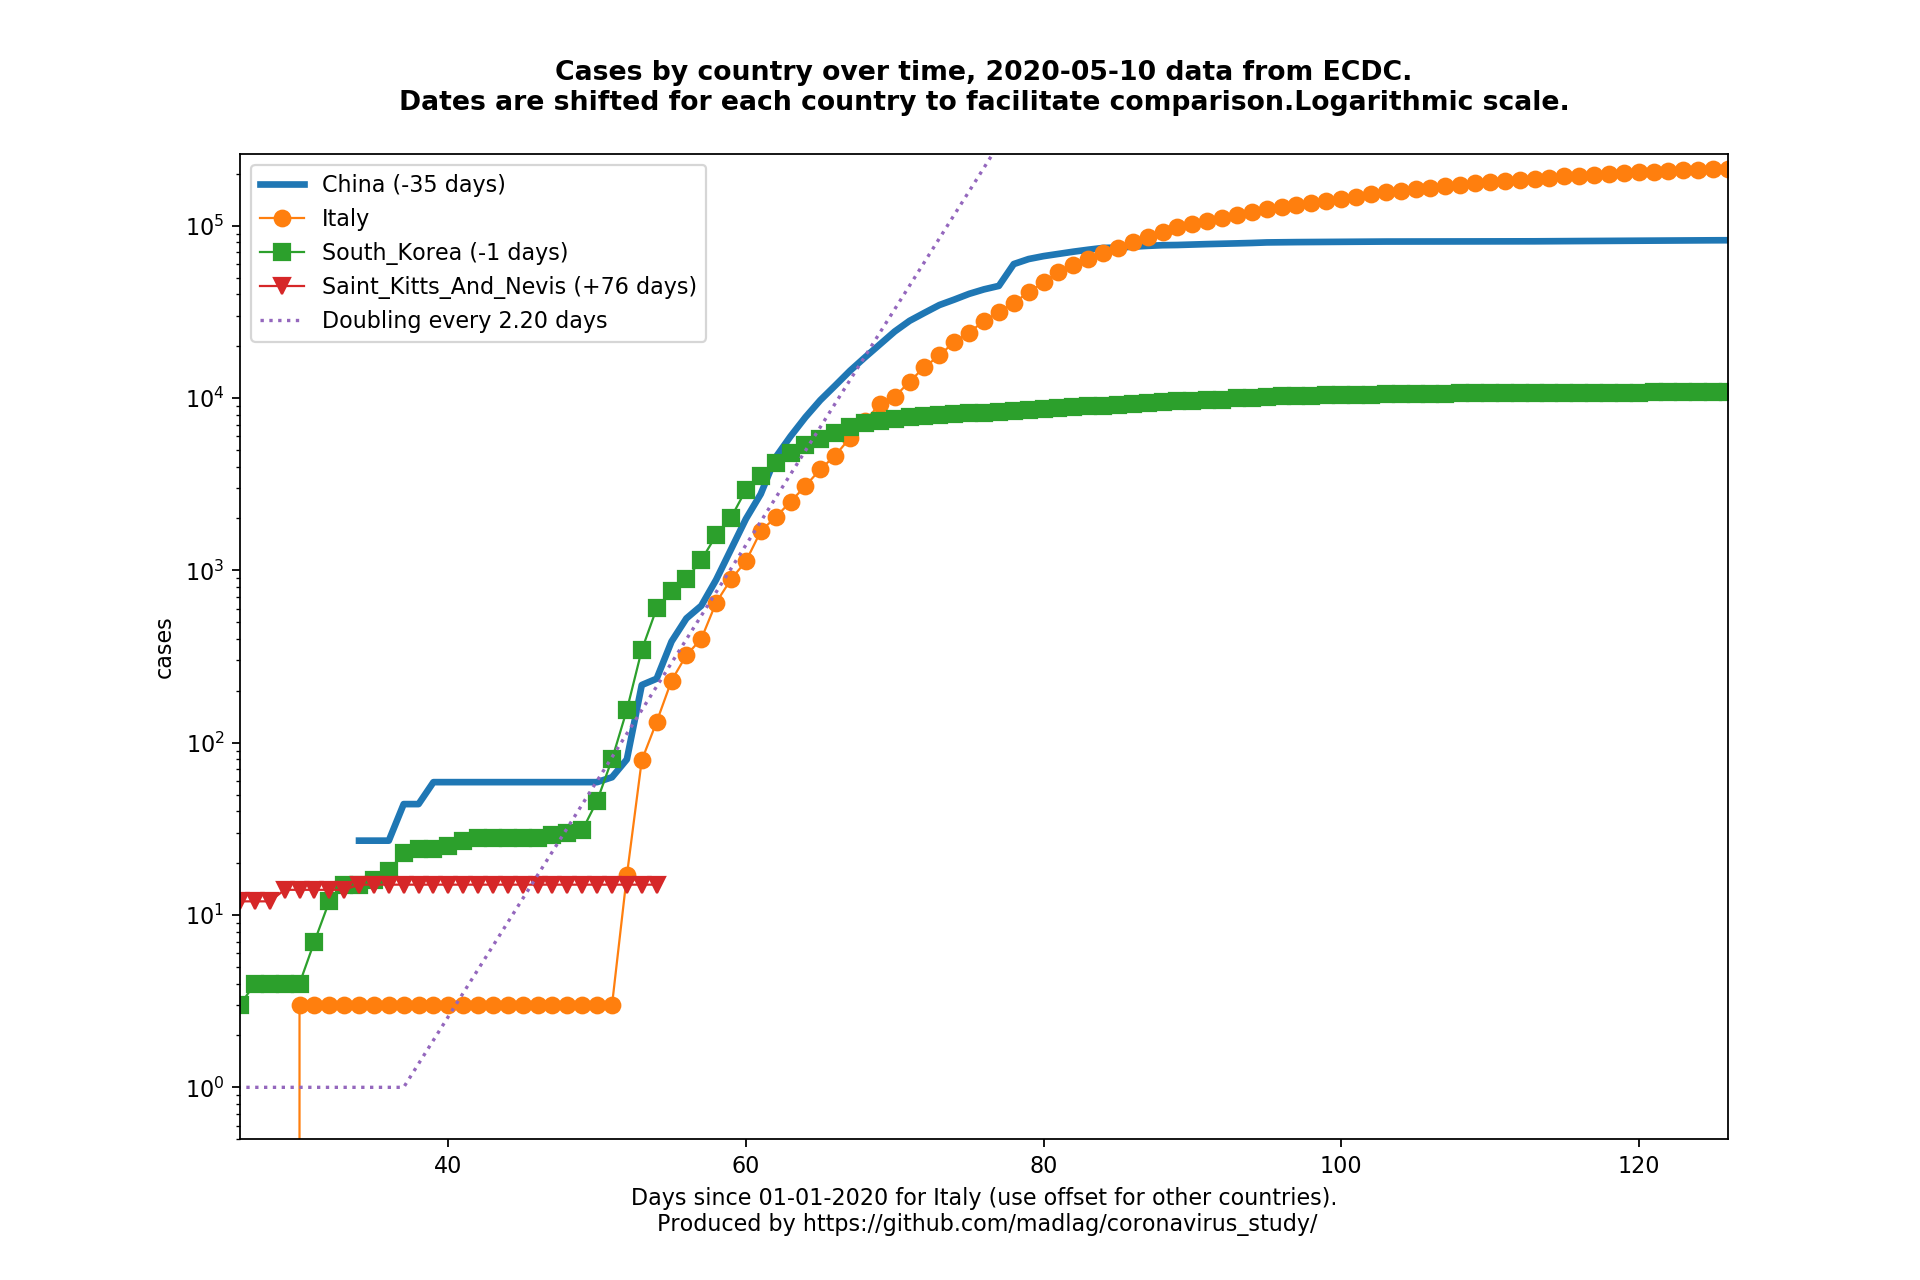 Cases by country over time, 2020-05-10 data from ECDC.
Dates are shifted for each country to facilitate comparison.Logarithmic scale.
China (-35 days)
Italy
South_Korea (-1 days)
Saint_Kitts_And_Nevis (+76 days)
Doubling every 2.20 days
10^5
10^4
10^3
10^2
10^1
10^0
cases
40 60 80 100 120
Days since 01-01-2020 for Italy (use offset for other countries).
Produced by https://github.com/madlag/coronavirus_study/